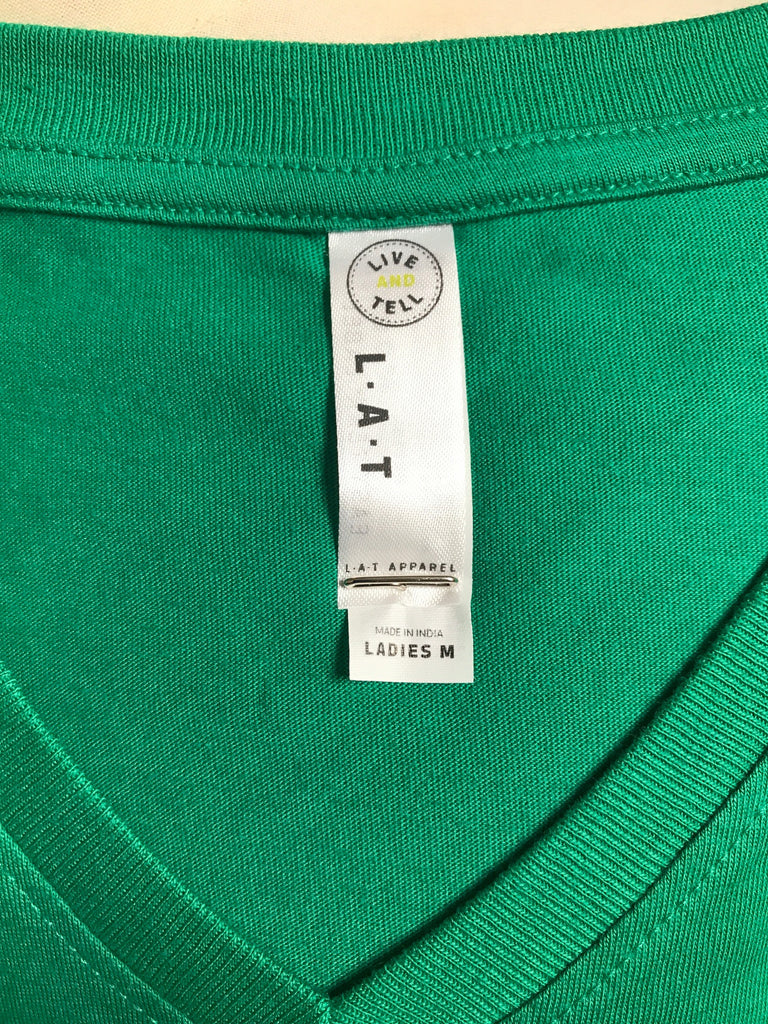 LIVE
AND
TELL
L·A·T
L·A·T APPAREL
MADE IN INDIA
LADIES M